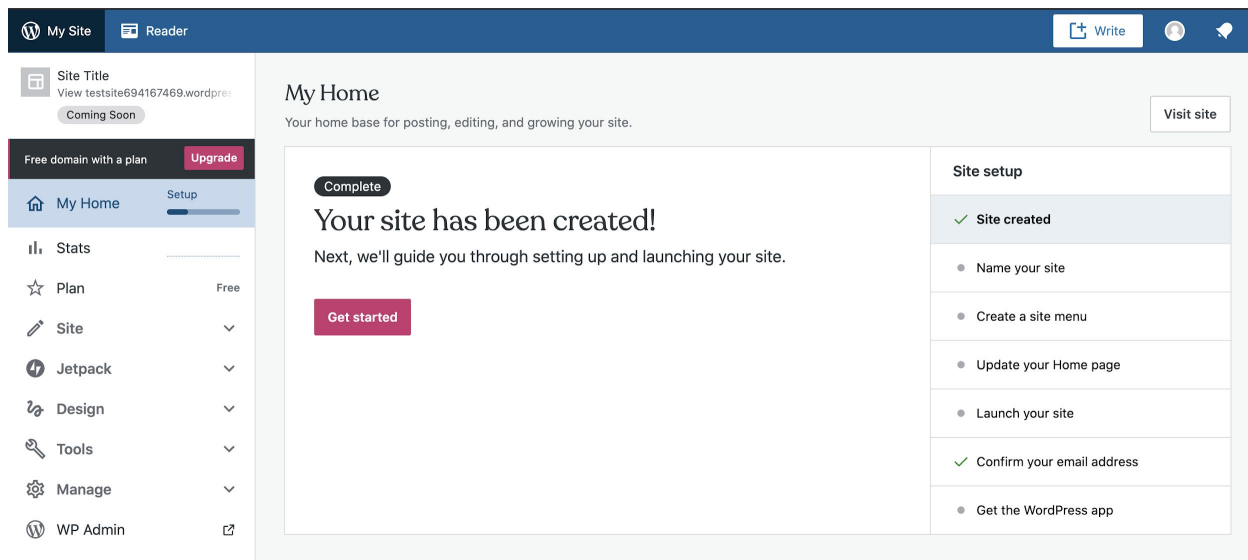 My Site
Reader
Write
Site Title
View testsite694167469.wordpres
Coming Soon
Free domain with a plan
Upgrade
My Home
Setup
Stats
Plan
Free
Site
Jetpack
Design
Tools
Manage
WP Admin
My Home
Your home base for posting, editing, and growing your site.
Visit site
Complete
Your site has been created!
Next, we'll guide you through setting up and launching your site.
Get started
Site setup
Site created
Name your site
Create a site menu
Update your Home page
Launch your site
Confirm your email address
Get the WordPress app